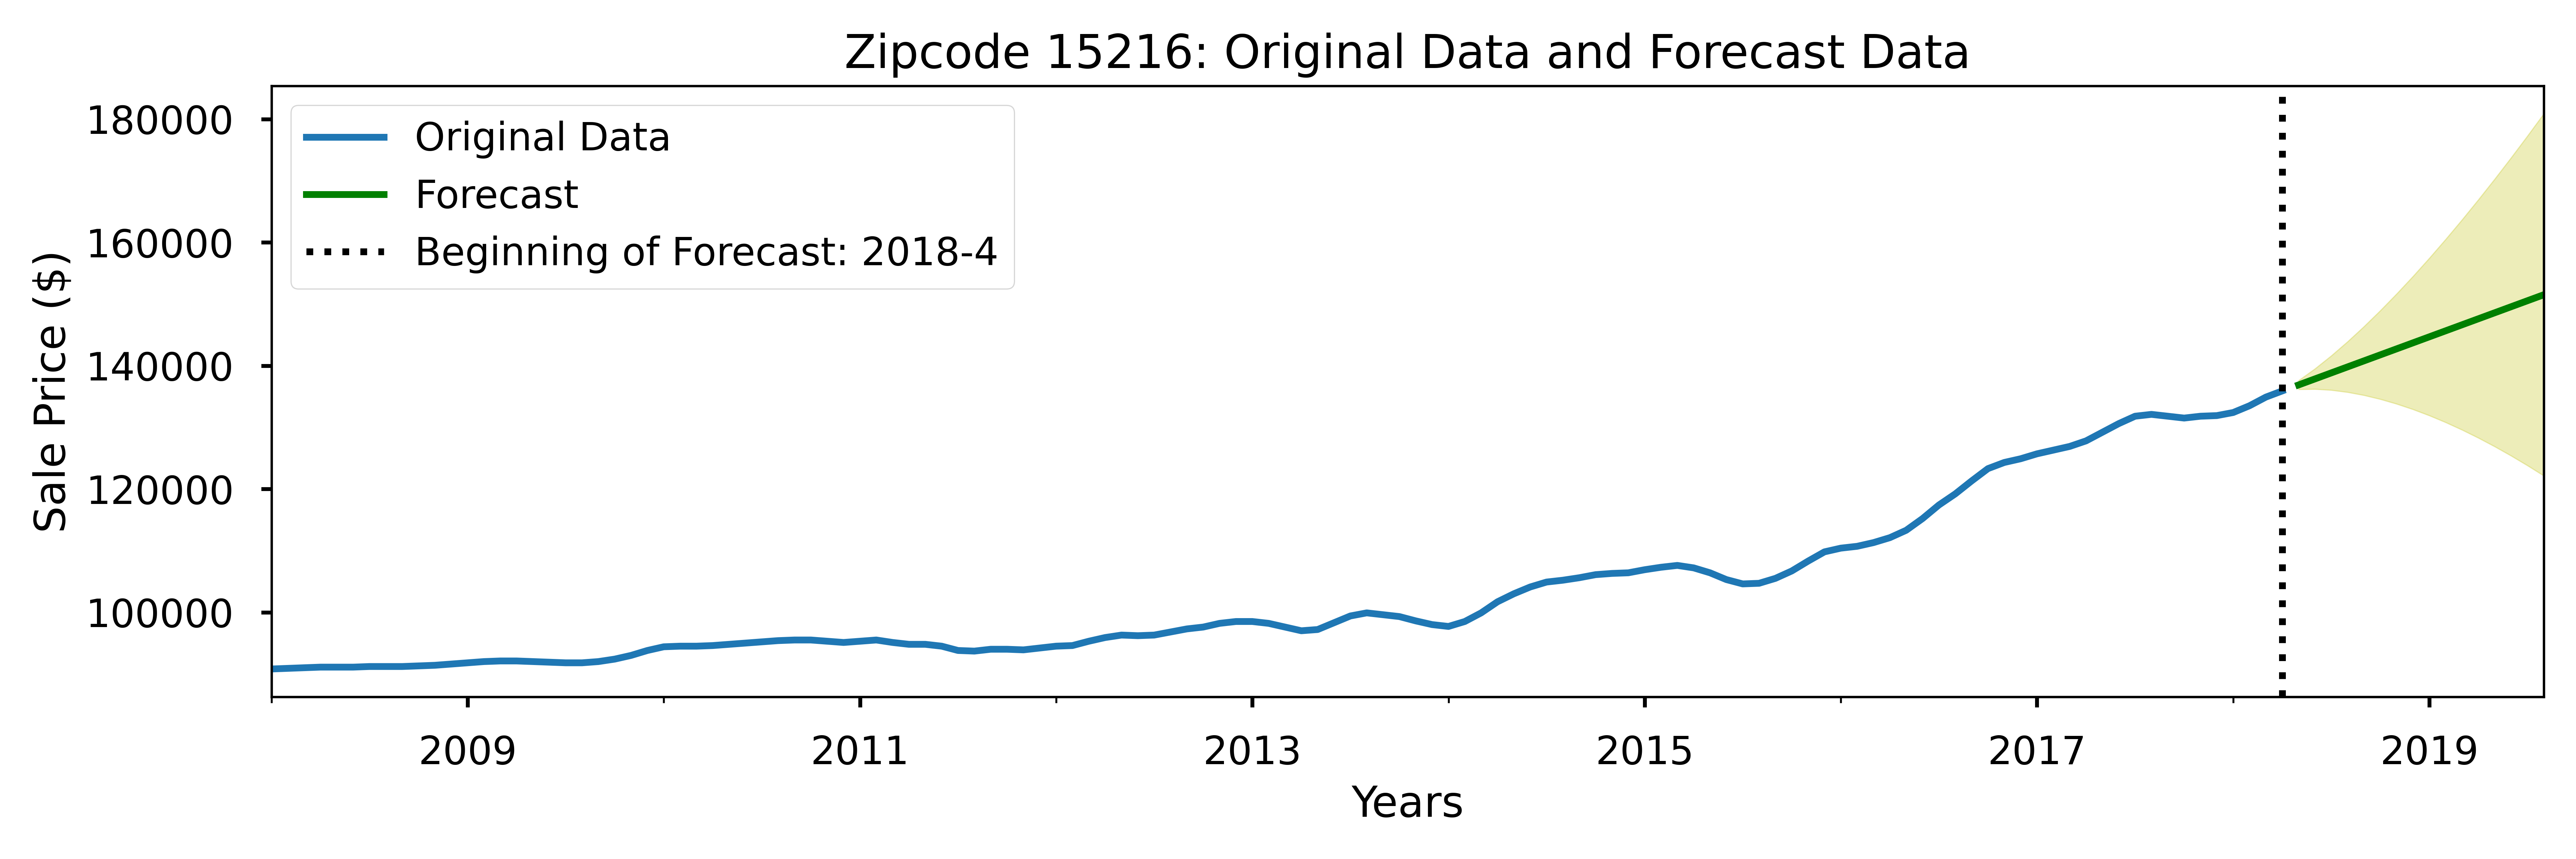 Zipcode 15216: Original Data and Forecast Data
180000
160000
140000
120000
100000
Sale Price ($)
Original Data
Forecast
Beginning of Forecast: 2018-4
2009
2011
2013
2015
2017
2019
Years